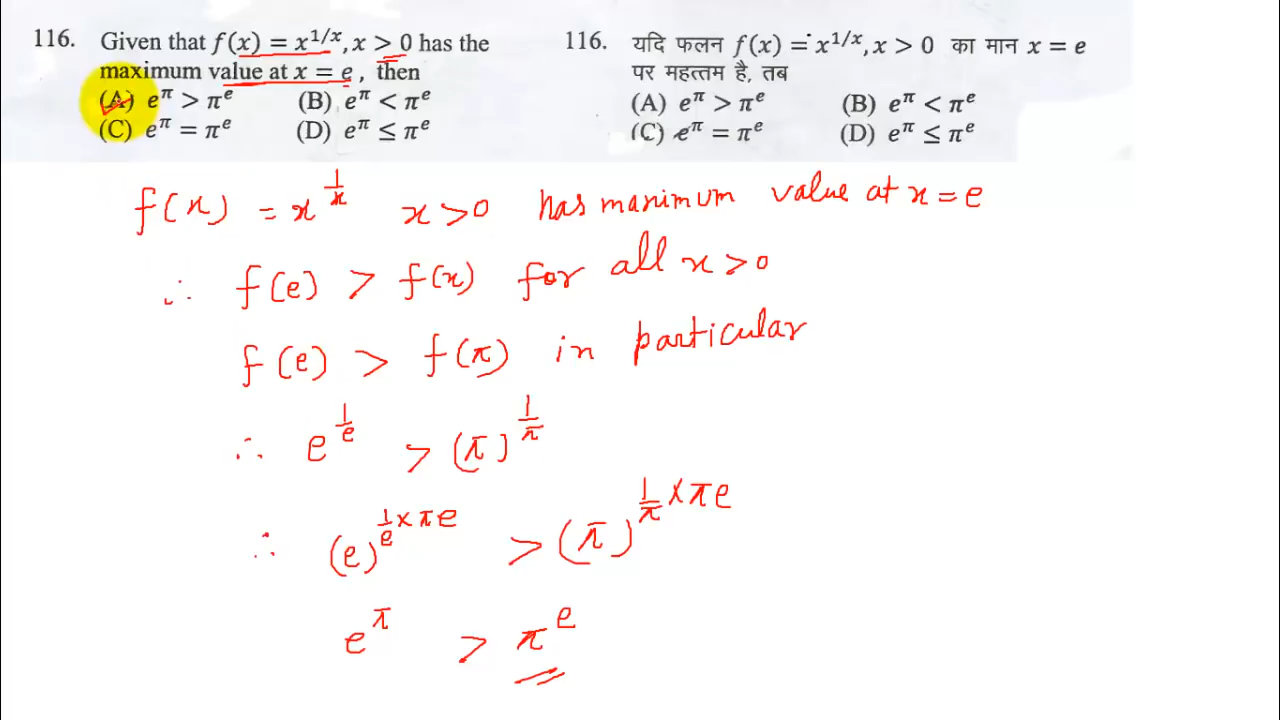 116. Given that f(x) = x^{1/x}, x > 0 has the
maximum value at x = e, then
(A) e^π > π^e (B) e^π < π^e
(C) e^π = π^e (D) e^π ≤ π^e
116. यदि फलन f(x) = x^{1/x}, x > 0 का मान x = e
पर महत्तम है, तब
(A) e^π > π^e (B) e^π < π^e
(C) e^π = π^e (D) e^π ≤ π^e
f(x) = x^{1/x} x > 0 has maximum value at x = e
∴ f(e) > f(x) for all x > 0
f(e) > f(π) in particular
∴ e^{1/e} > (π)^{1/π}
∴ (e)^{1/e × πe} > (π)^{1/π × πe}
e^π > π^e